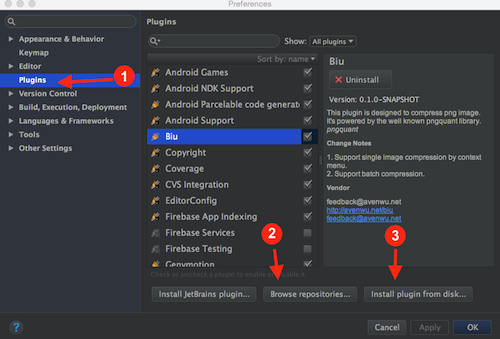 Preferences
Appearance & Behavior
Keymap
Editor
Plugins
Version Control
Build, Execution, Deployment
Languages & Frameworks
Tools
Other Settings
1
Plugins
Show: All plugins
Sort by: name
Android Games
Android NDK Support
Android Parcelable code generato
Android Support
Biu
Copyright
Coverage
CVS Integration
EditorConfig
Firebase App Indexing
Firebase Services
Firebase Testing
Genymotion
Check or uncheck a plugin to enable or disable it.
2
3
Install JetBrains plugin...
Browse repositories...
Install plugin from disk...
Biu
Uninstall
Version: 0.1.0-SNAPSHOT
This plugin is designed to compress png image.
It's powered by the well known pngquant library.
pngquant
Change Notes
1. Support single image compression by context
menu.
2. Support batch compression.
Vendor
feedback@avenwu.net
http://avenwu.net/biu
feedback@avenwu.net
?
Cancel
Apply
OK